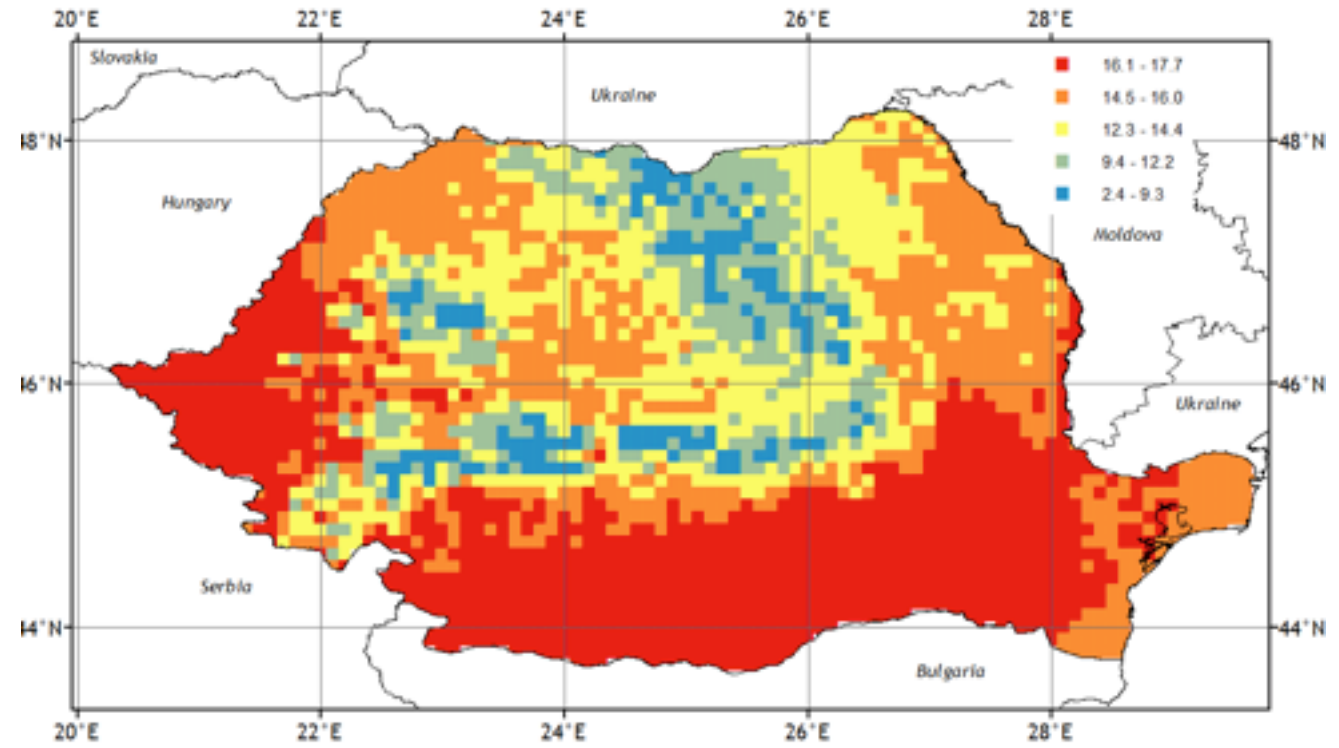 20°E 22°E 24°E 26°E 28°E
Slovakia
16.1 - 17.7
Ukraine
14.5 - 16.0
12.3 - 14.4
48°N 48°N
9.4 - 12.2
2.4 - 9.3
Hungary
Moldova
46°N 46°N
Ukraine
Serbia
44°N 44°N
Bulgaria
20°E 22°E 24°E 26°E 28°E